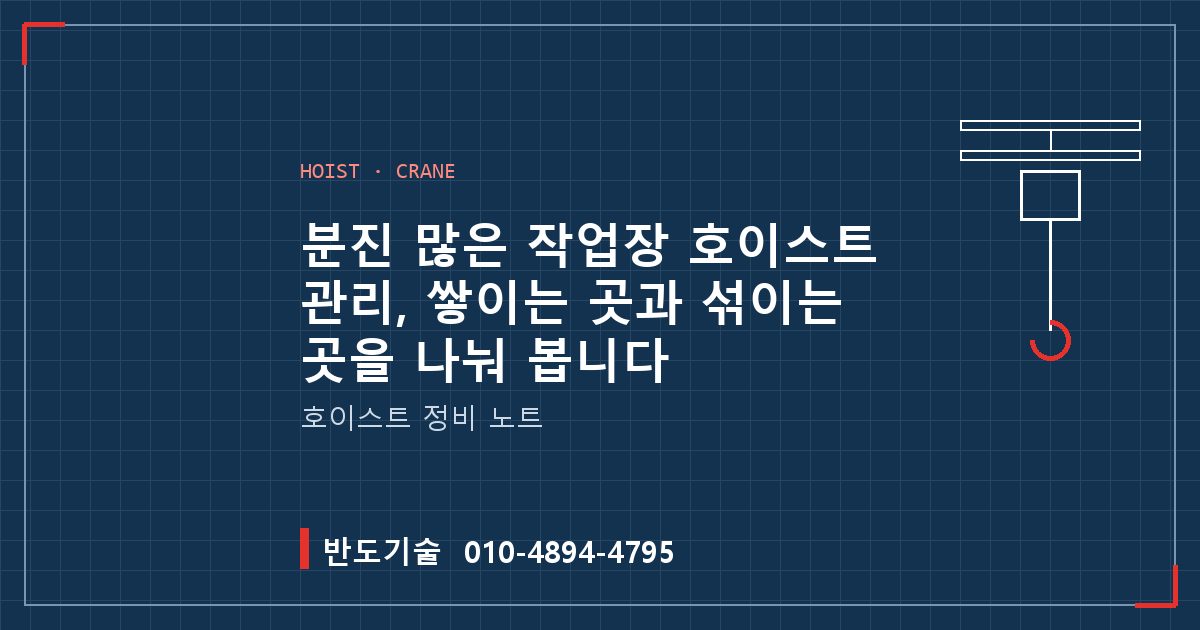 HOIST · CRANE
분진 많은 작업장 호이스트
관리, 쌓이는 곳과 섞이는
곳을 나눠 봅니다
호이스트 정비 노트
반도기술 010-4894-4795